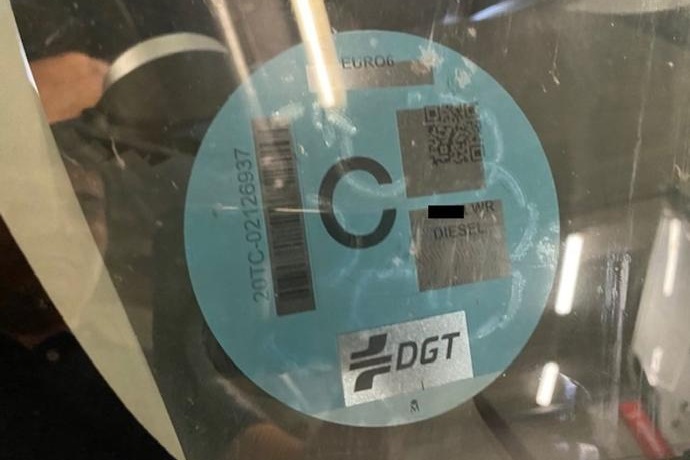 EURO6
20TC-02126937
C
WR
DIESEL
DGT